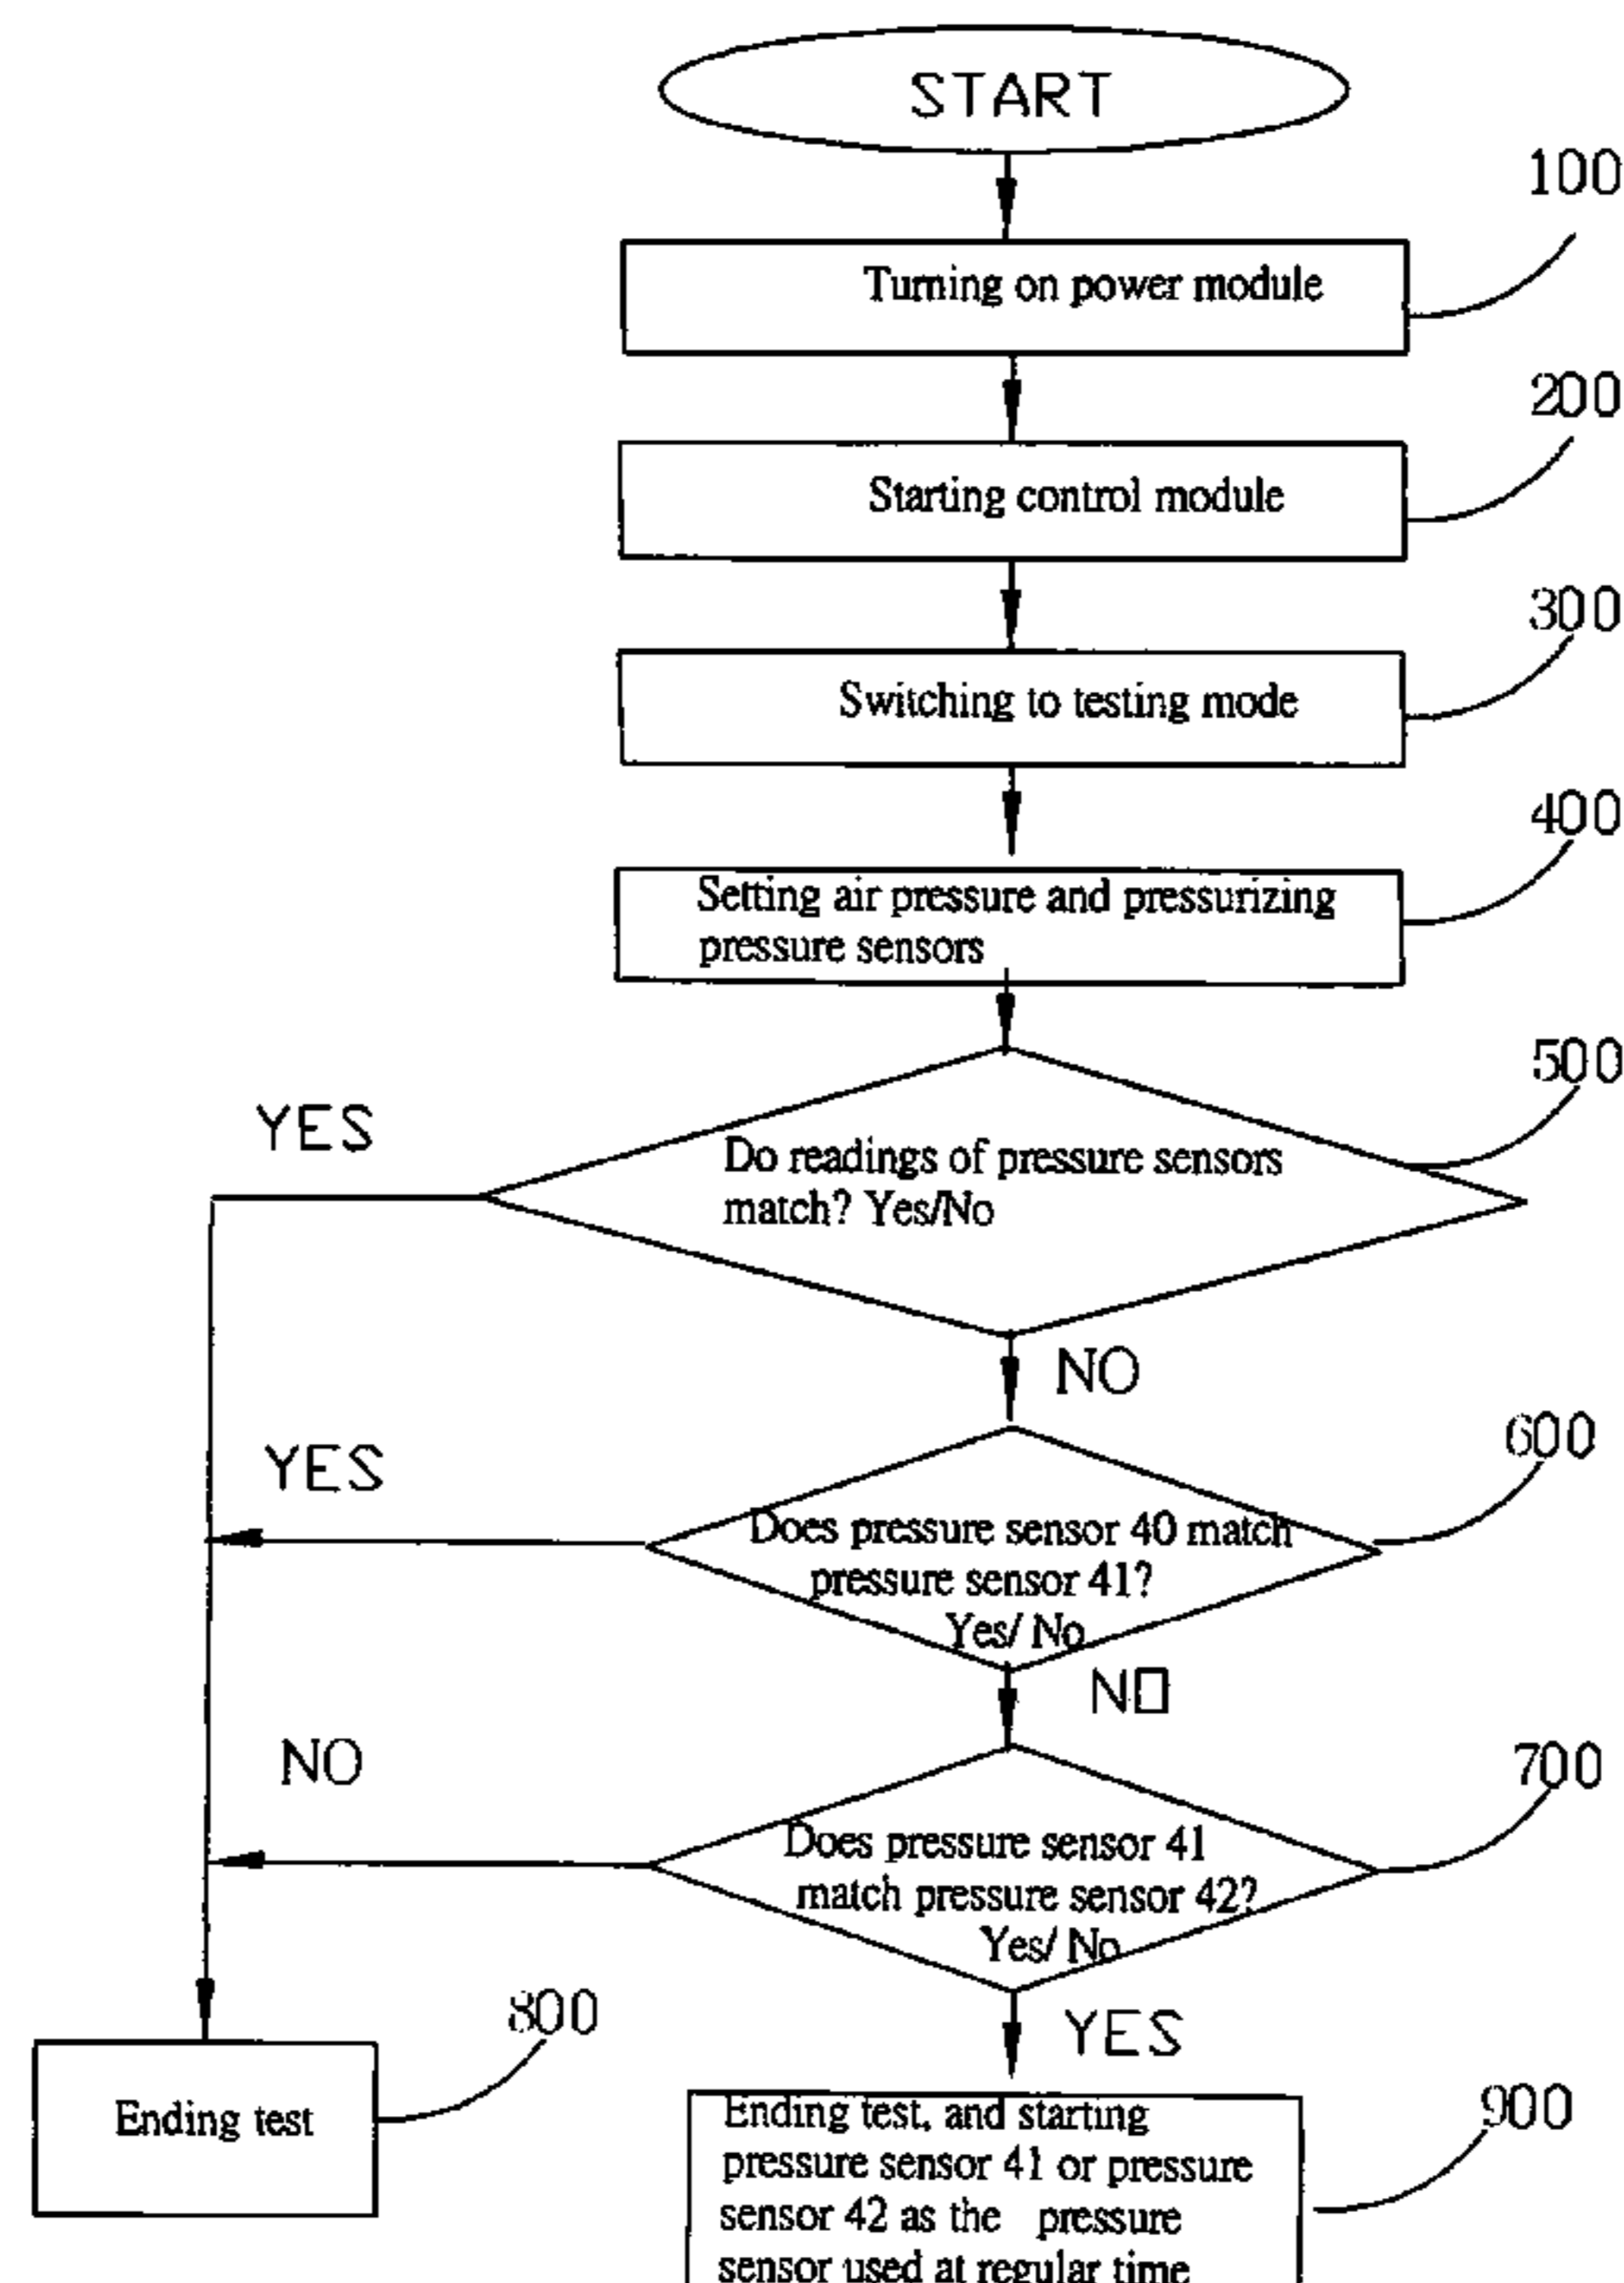 START
100
Turning on power module
200
Starting control module
300
Switching to testing mode
400
Setting air pressure and pressurizing
pressure sensors
500
YES
Do readings of pressure sensors
match? Yes/No
NO
600
YES
Does pressure sensor 40 match
pressure sensor 41?
Yes/ No
NO
NO
700
Does pressure sensor 41
match pressure sensor 42?
Yes/ No
YES
800
Ending test
900
Ending test, and starting
pressure sensor 41 or pressure
sensor 42 as the pressure
sensor used at regular time